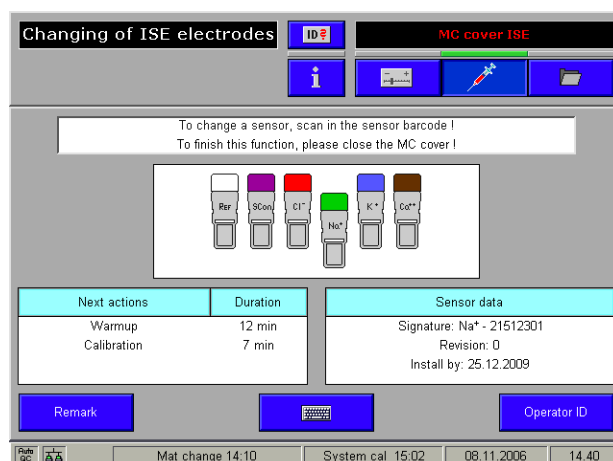 Changing of ISE electrodes
ID?
MC cover ISE
i
- +
To change a sensor, scan in the sensor barcode !
To finish this function, please close the MC cover !
REF SCon Cl⁻ Na⁺ K⁺ Ca⁺⁺
Next actions Duration
Warmup 12 min
Calibration 7 min
Sensor data
Signature: Na⁺ - 21512301
Revision: 0
Install by: 25.12.2009
Remark
Operator ID
Auto QC Mat change 14:10 System cal 15:02 08.11.2006 14.40